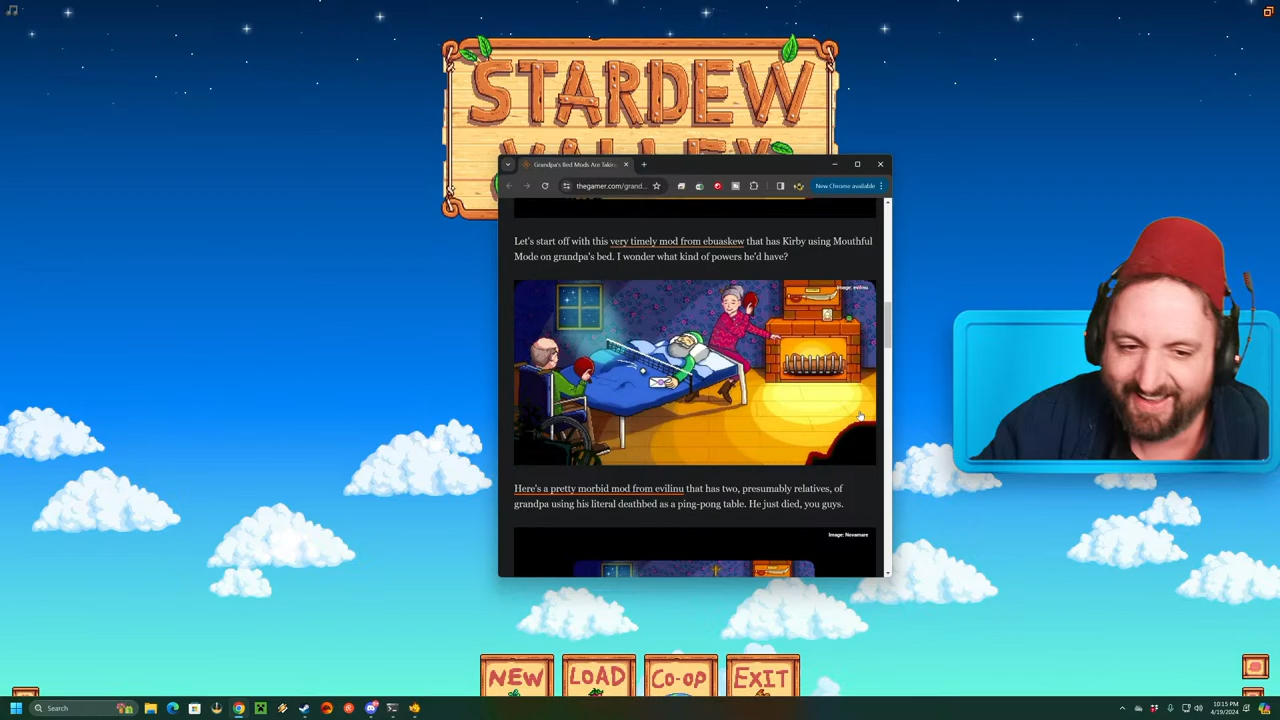 STARDEW
VALLEY
Grandpa's Bed Mods Are Takin
thegamer.com/grand...
New Chrome available
Let's start off with this very timely mod from ebuaskew that has Kirby using Mouthful
Mode on grandpa's bed. I wonder what kind of powers he'd have?
Image: evilinu
Here's a pretty morbid mod from evilinu that has two, presumably relatives, of
grandpa using his literal deathbed as a ping-pong table. He just died, you guys.
Image: Novamare
NEW
LOAD
CO-OP
EXIT
Search
10:15 PM
4/19/2024